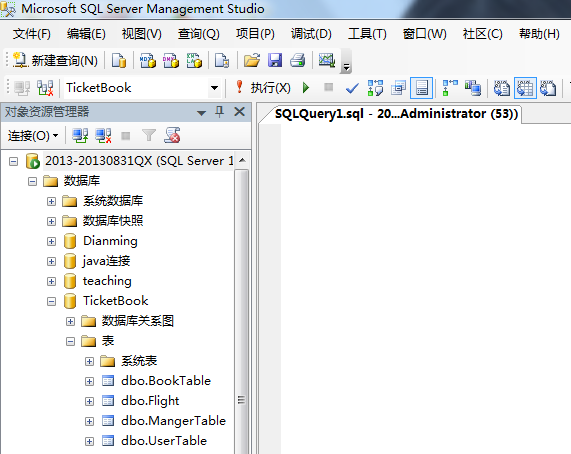 Microsoft SQL Server Management Studio
文件(F) 编辑(E) 视图(V) 查询(Q) 项目(P) 调试(D) 工具(T) 窗口(W) 社区(C) 帮助(H)
新建查询(N)
TicketBook 执行(X)
对象资源管理器
SQLQuery1.sql - 20...Administrator (53))
连接(O)
2013-20130831QX (SQL Server 1
数据库
系统数据库
数据库快照
Dianming
java连接
teaching
TicketBook
数据库关系图
表
系统表
dbo.BookTable
dbo.Flight
dbo.MangerTable
dbo.UserTable